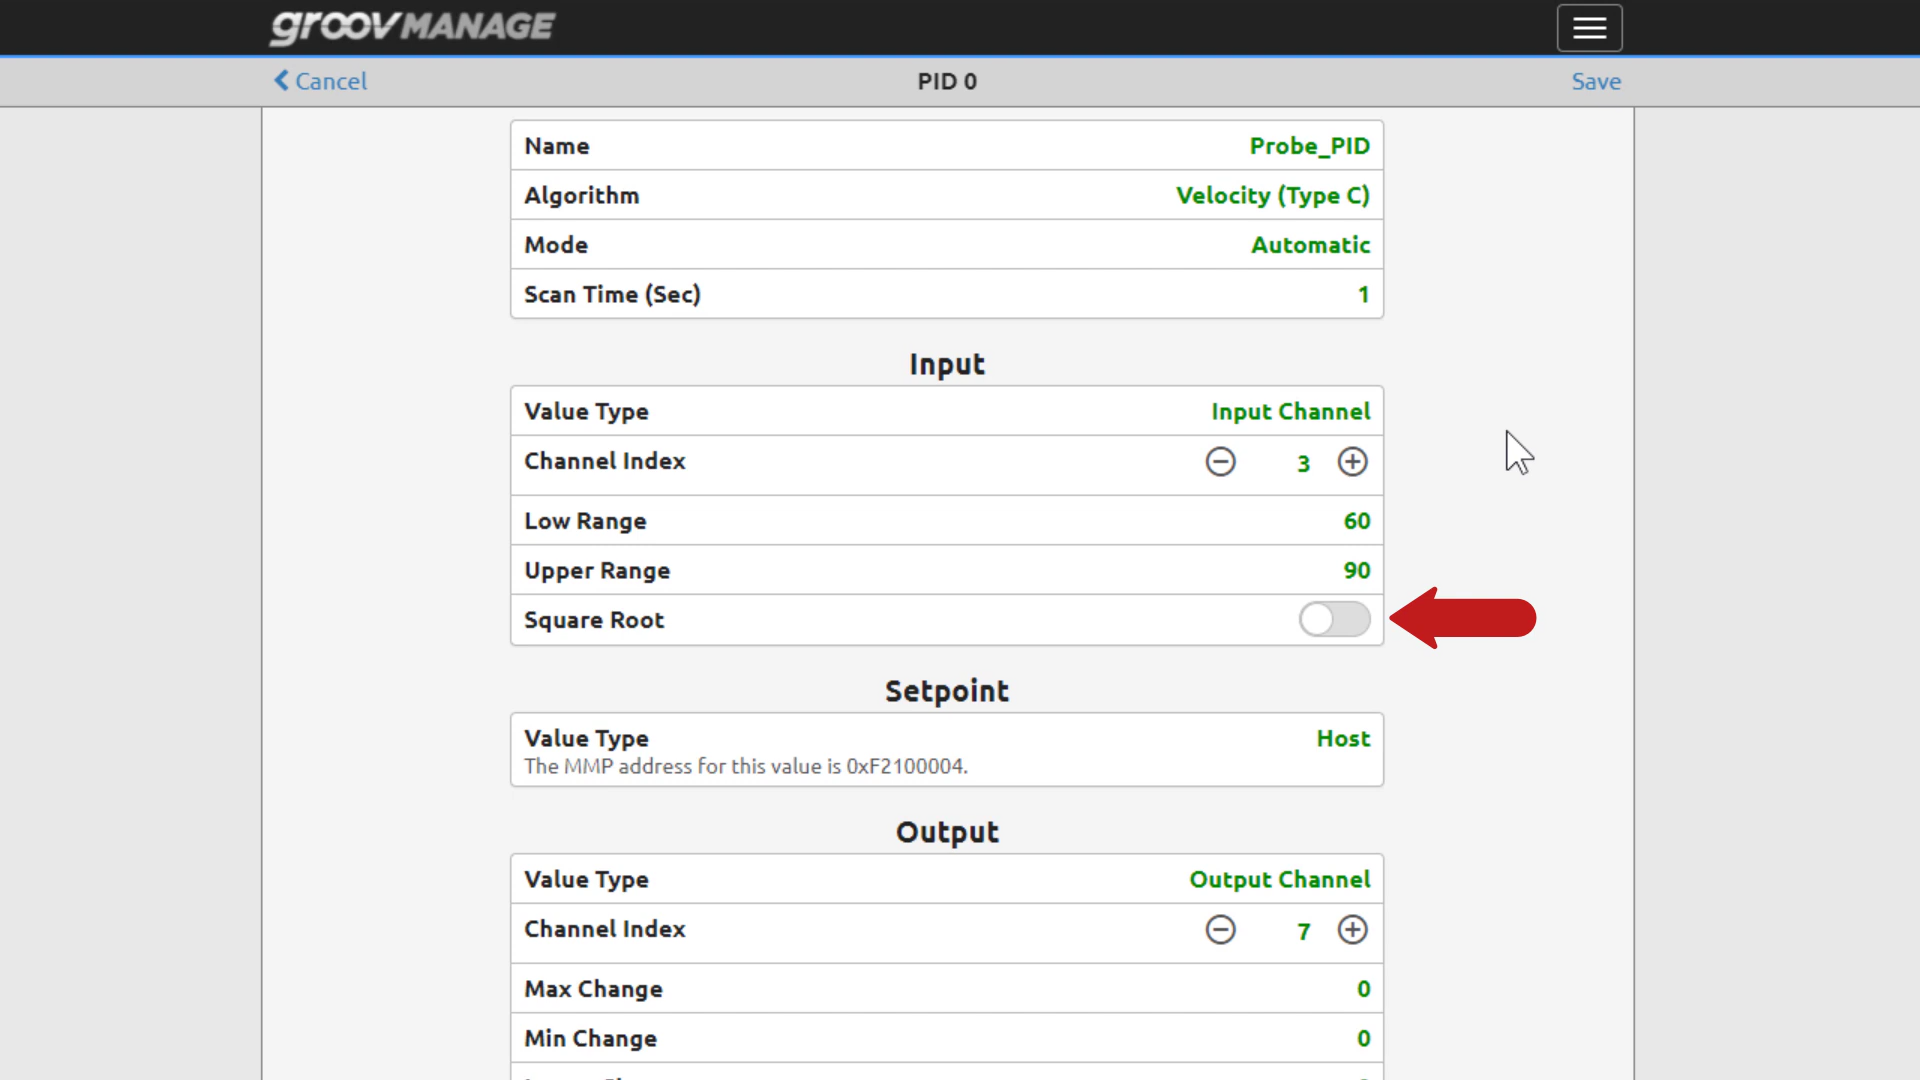 groov MANAGE
Cancel PID 0 Save
Name Probe_PID
Algorithm Velocity (Type C)
Mode Automatic
Scan Time (Sec) 1
Input
Value Type Input Channel
Channel Index 3
Low Range 60
Upper Range 90
Square Root
Setpoint
Value Type Host
The MMP address for this value is 0xF2100004.
Output
Value Type Output Channel
Channel Index 7
Max Change 0
Min Change 0